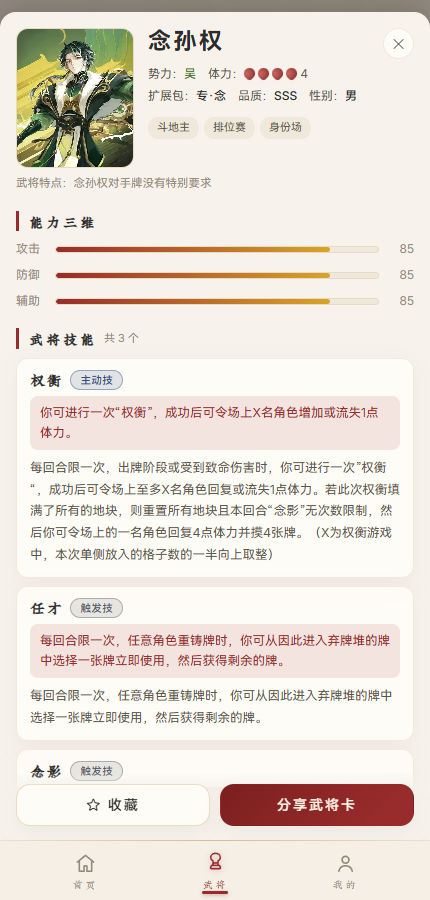 念孙权
势力：吴 体力：4
扩展包：专·念 品质：SSS 性别：男
斗地主 排位赛 身份场
武将特点：念孙权对手牌没有特别要求
能力三维
攻击 85
防御 85
辅助 85
武将技能 共 3 个
权衡 主动技
你可进行一次“权衡”，成功后可令场上X名角色增加或流失1点
体力。
每回合限一次，出牌阶段或受到致命伤害时，你可进行一次”权衡
“，成功后可令场上至多X名角色回复或流失1点体力。若此次权衡填
满了所有的地块，则重置所有地块且本回合“念影”无次数限制，然
后你可令场上的一名角色回复4点体力并摸4张牌。（X为权衡游戏
中，本次单侧放入的格子数的一半向上取整）
任才 触发技
每回合限一次，任意角色重铸牌时，你可从因此进入弃牌堆的牌
中选择一张牌立即使用，然后获得剩余的牌。
每回合限一次，任意角色重铸牌时，你可从因此进入弃牌堆的牌中
选择一张牌立即使用，然后获得剩余的牌。
念影 触发技
收藏 分享武将卡
首页 武将 我的